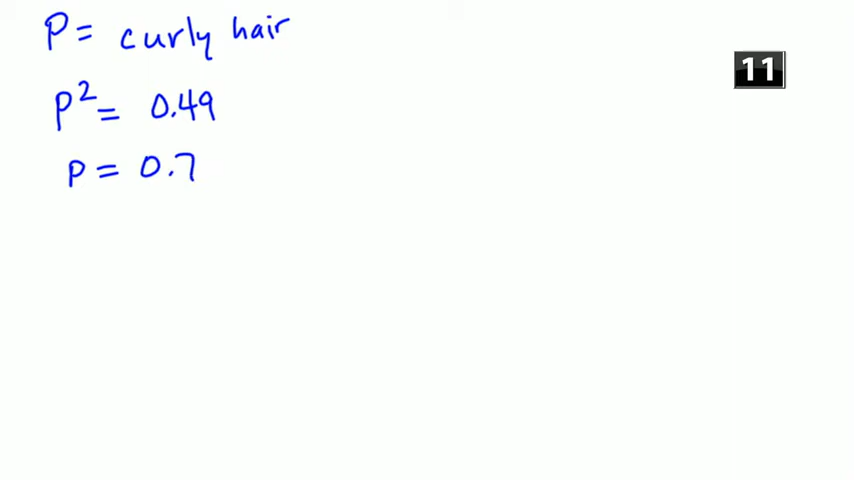 P = curly hair
11
p² = 0.49
p = 0.7